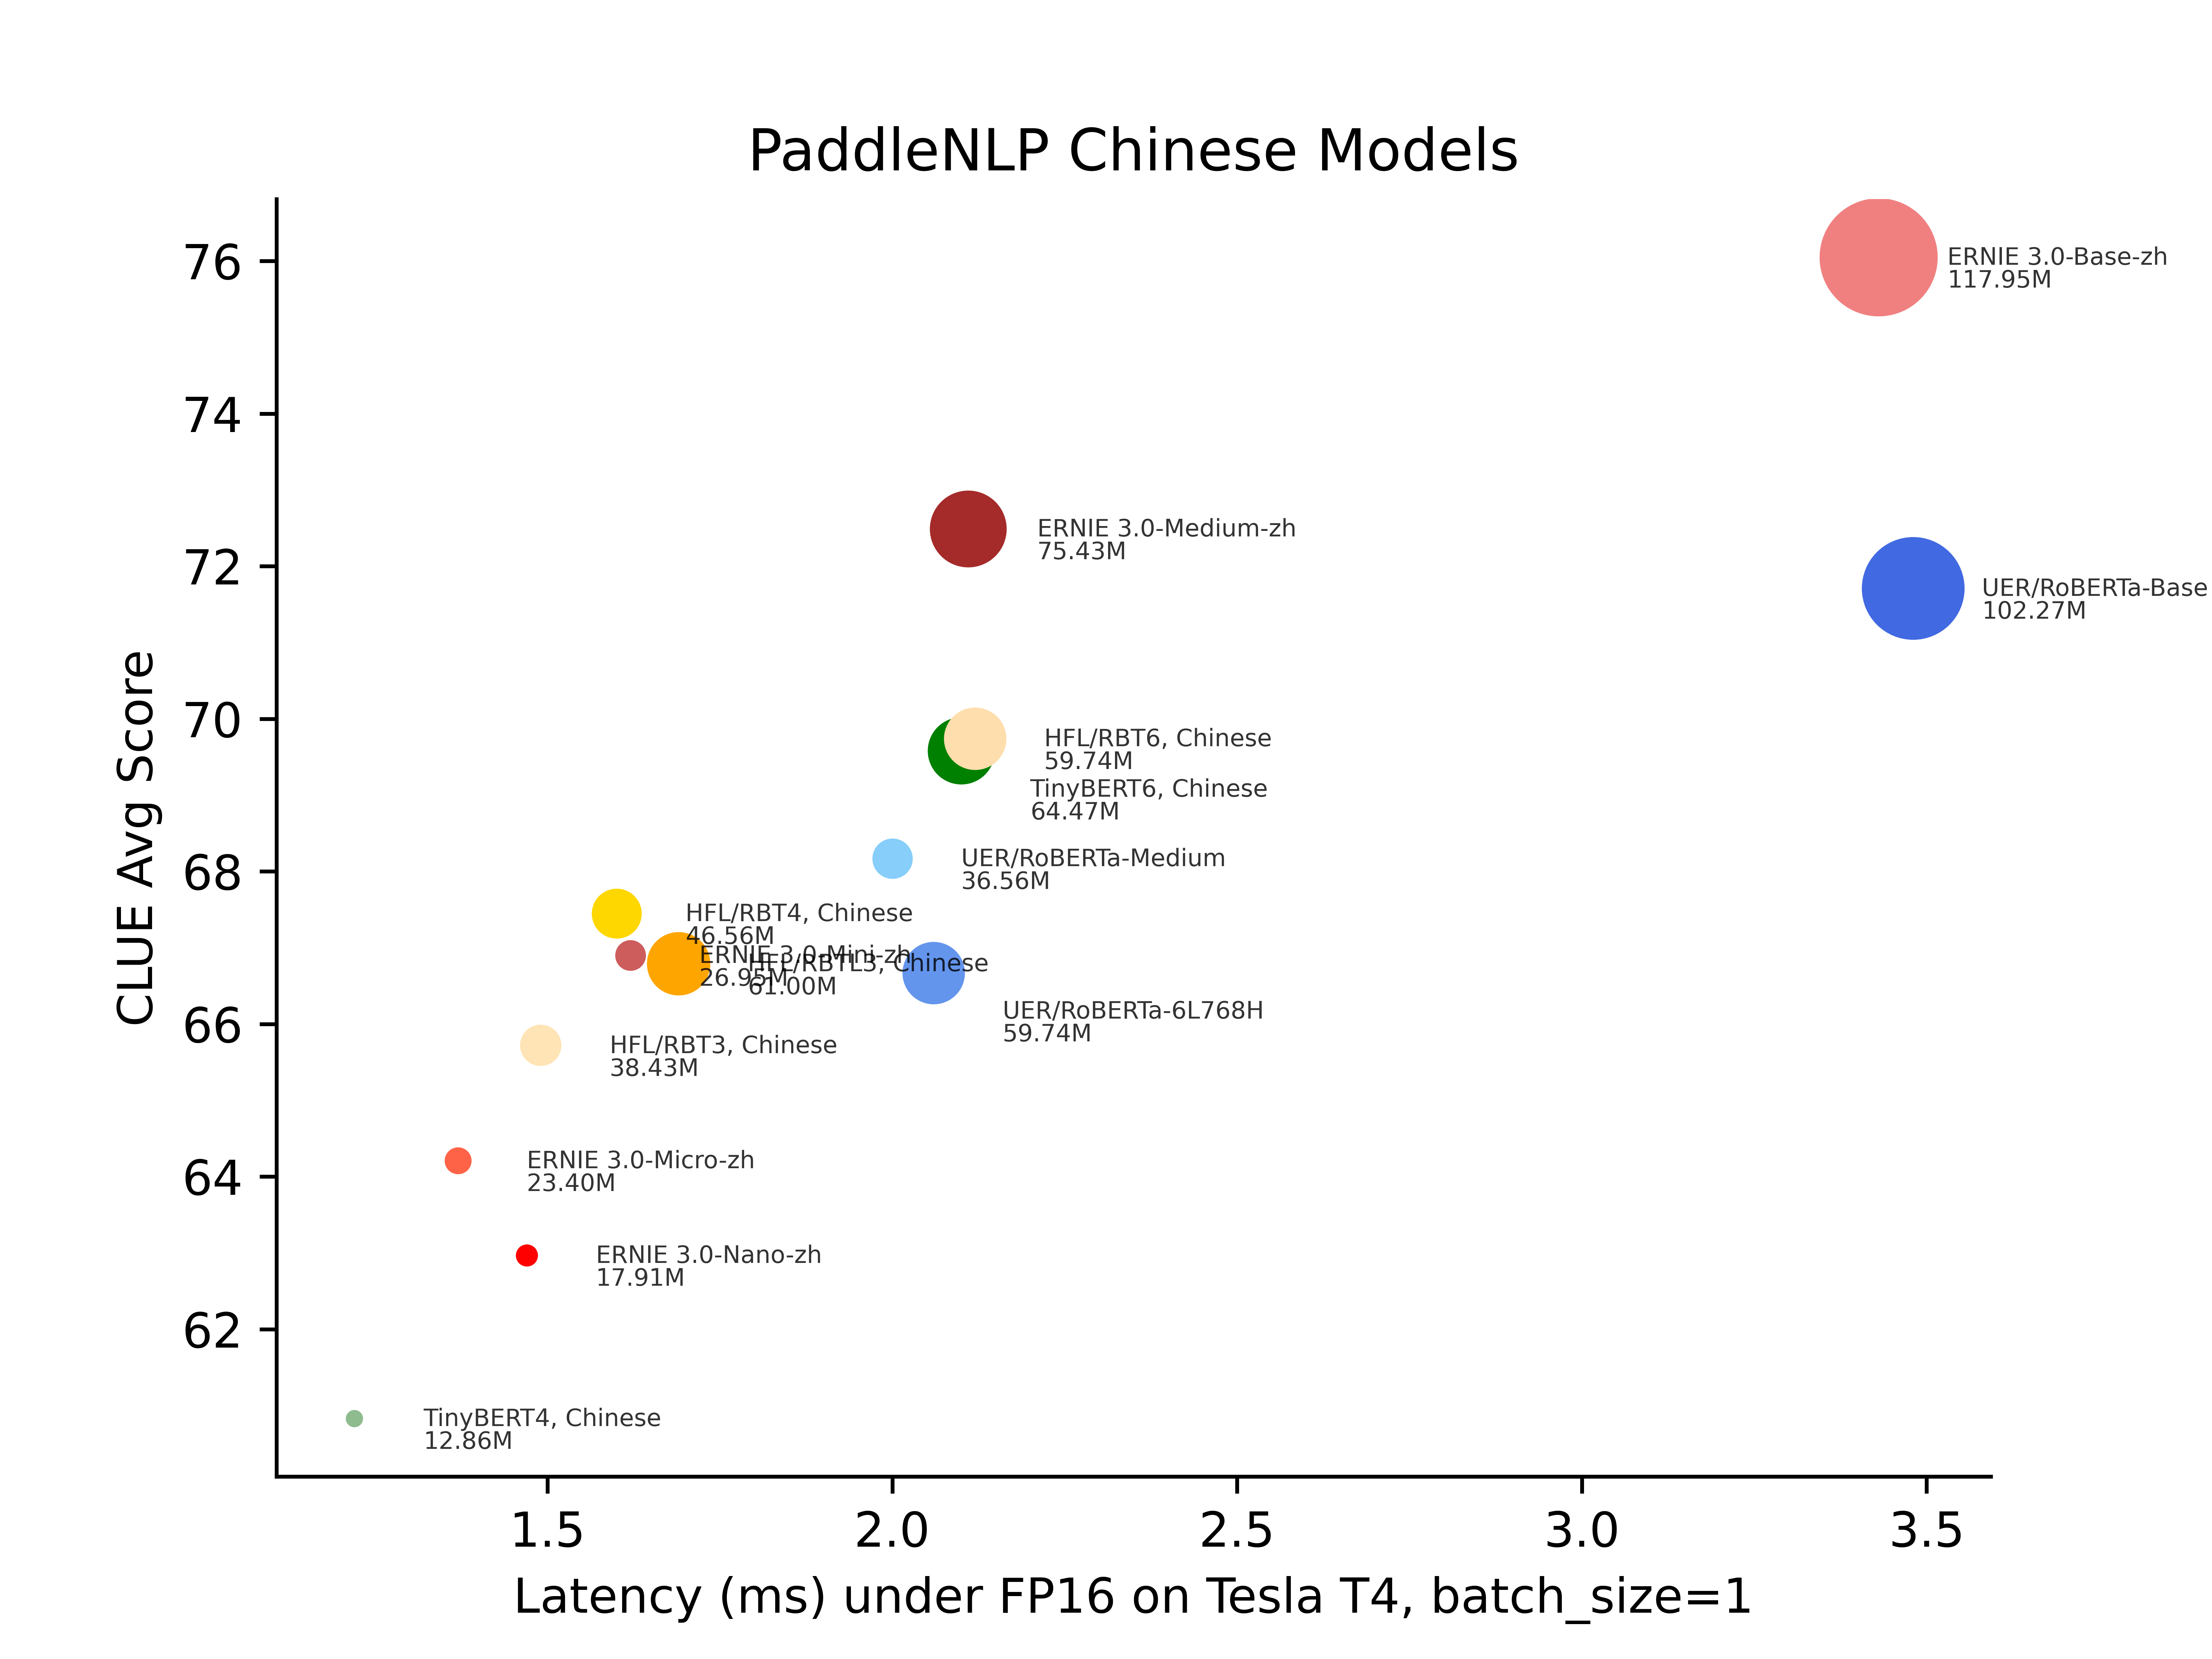 PaddleNLP Chinese Models
76
74
72
70
68
66
64
62
CLUE Avg Score
ERNIE 3.0-Base-zh
117.95M
ERNIE 3.0-Medium-zh
75.43M
UER/RoBERTa-Base
102.27M
HFL/RBT6, Chinese
59.74M
TinyBERT6, Chinese
64.47M
UER/RoBERTa-Medium
36.56M
HFL/RBT4, Chinese
46.56M
ERNIE 3.0-Mini-zh
26.95M
HFL/RBTL3, Chinese
61.00M
UER/RoBERTa-6L768H
59.74M
HFL/RBT3, Chinese
38.43M
ERNIE 3.0-Micro-zh
23.40M
ERNIE 3.0-Nano-zh
17.91M
TinyBERT4, Chinese
12.86M
1.5
2.0
2.5
3.0
3.5
Latency (ms) under FP16 on Tesla T4, batch_size=1